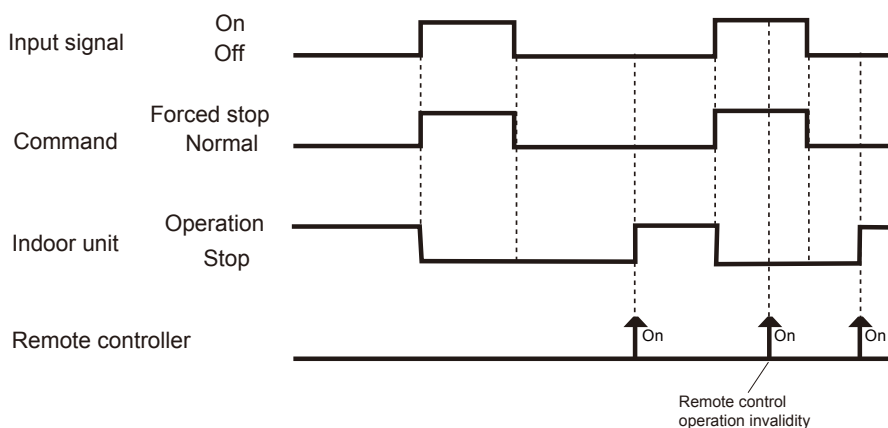 Input signal
On
Off
Command
Forced stop
Normal
Indoor unit
Operation
Stop
Remote controller
On
On
On
Remote control
operation invalidity